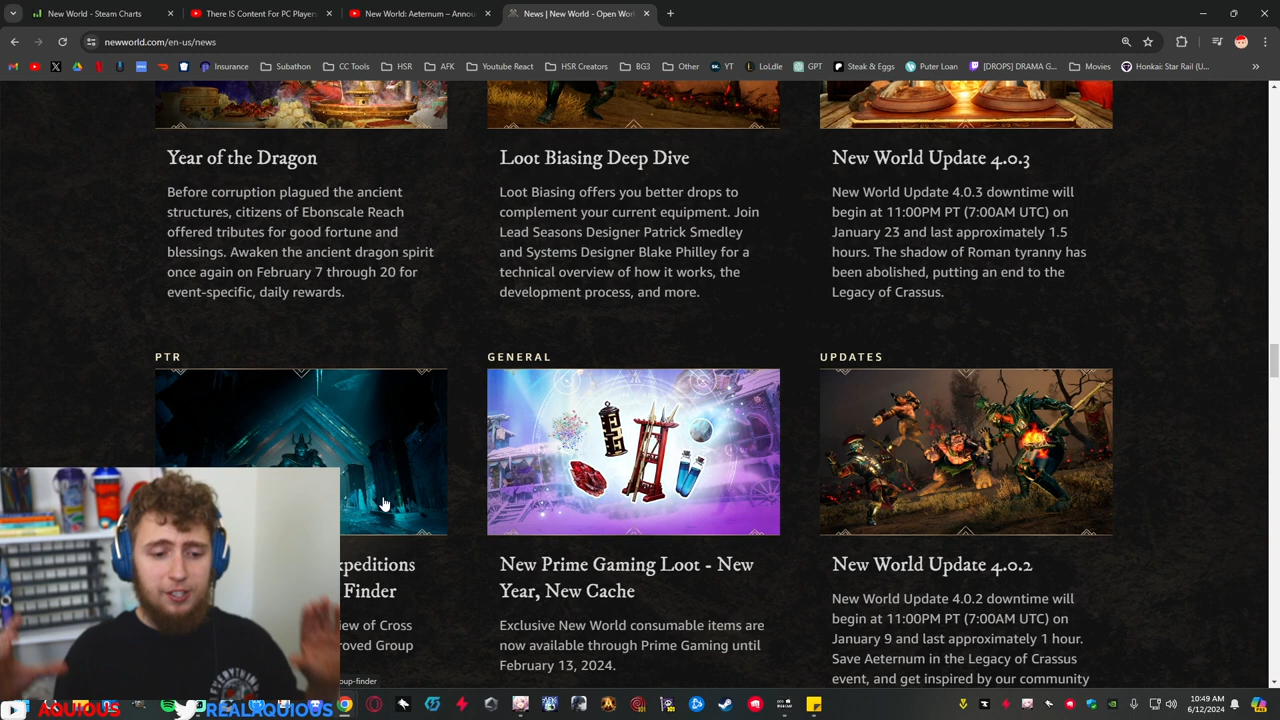 New World - Steam Charts
There IS Content For PC Players
New World: Aeternum – Annou
News | New World - Open Wor
newworld.com/en-us/news
Insurance
Subathon
CC Tools
HSR
AFK
Youtube React
HSR Creators
BG3
Other
YT
LoLdle
GPT
Steak & Eggs
Puter Loan
[DROPS] DRAMA G...
Movies
Honkai: Star Rail (U...
Year of the Dragon
Before corruption plagued the ancient
structures, citizens of Ebonscale Reach
offered tributes for good fortune and
blessings. Awaken the ancient dragon spirit
once again on February 7 through 20 for
event-specific, daily rewards.
Loot Biasing Deep Dive
Loot Biasing offers you better drops to
complement your current equipment. Join
Lead Seasons Designer Patrick Smedley
and Systems Designer Blake Philley for a
technical overview of how it works, the
development process, and more.
New World Update 4.0.3
New World Update 4.0.3 downtime will
begin at 11:00PM PT (7:00AM UTC) on
January 23 and last approximately 1.5
hours. The shadow of Roman tyranny has
been abolished, putting an end to the
Legacy of Crassus.
PTR
xpeditions
Finder
iew of Cross
roved Group
oup-finder
GENERAL
New Prime Gaming Loot - New
Year, New Cache
Exclusive New World consumable items are
now available through Prime Gaming until
February 13, 2024.
UPDATES
New World Update 4.0.2
New World Update 4.0.2 downtime will
begin at 11:00PM PT (7:00AM UTC) on
January 9 and last approximately 1 hour.
Save Aeternum in the Legacy of Crassus
event, and get inspired by our community
EVERYTHING
AQUIOUS
REALAQUIOUS
10:49 AM
6/12/2024